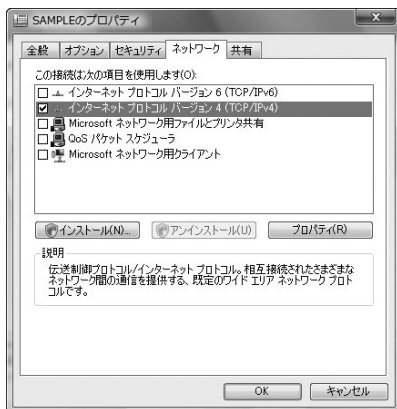 SAMPLEのプロパティ
全般 オプション セキュリティ ネットワーク 共有
この接続は次の項目を使用します(O):
インターネット プロトコル バージョン 6 (TCP/IPv6)
インターネット プロトコル バージョン 4 (TCP/IPv4)
Microsoft ネットワーク用ファイルとプリンタ共有
QoS パケット スケジューラ
Microsoft ネットワーク用クライアント
インストール(N)... アンインストール(U) プロパティ(R)
説明
伝送制御プロトコル/インターネット プロトコル。相互接続されたさまざまな
ネットワーク間の通信を提供する、既定のワイド エリア ネットワーク プロト
コルです。
OK キャンセル